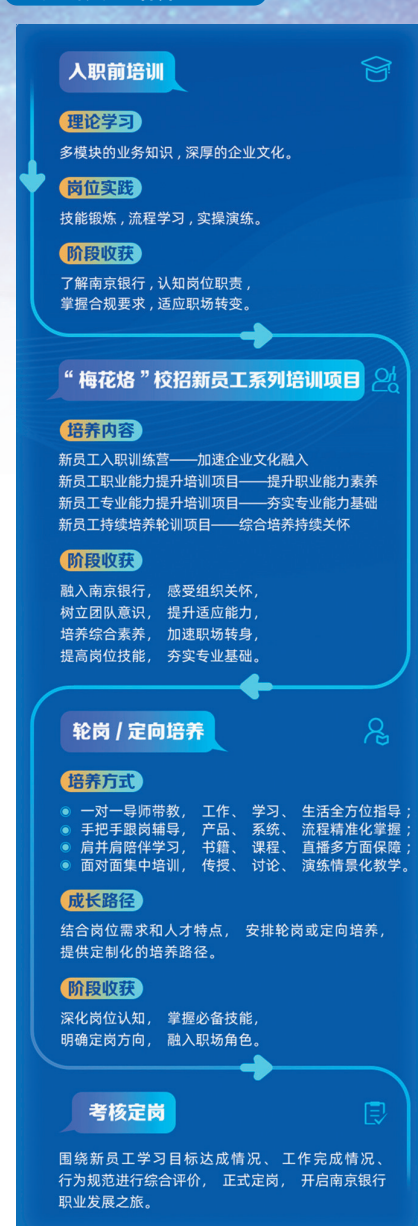 入职前培训
理论学习
多模块的业务知识，深厚的企业文化。
岗位实践
技能锻炼，流程学习，实操演练。
阶段收获
了解南京银行，认知岗位职责，
掌握合规要求，适应职场转变。
“梅花烙”校招新员工系列培训项目
培养内容
新员工入职训练营——加速企业文化融入
新员工职业能力提升培训项目——提升职业能力素养
新员工专业能力提升培训项目——夯实专业能力基础
新员工持续培养轮训项目——综合培养持续关怀
阶段收获
融入南京银行， 感受组织关怀，
树立团队意识， 提升适应能力，
培养综合素养， 加速职场转身，
提高岗位技能， 夯实专业基础。
轮岗 / 定向培养
培养方式
一对一导师带教， 工作、 学习、 生活全方位指导；
手把手跟岗辅导， 产品、 系统、 流程精准化掌握；
肩并肩陪伴学习， 书籍、 课程、 直播多方面保障；
面对面集中培训， 传授、 讨论、 演练情景化教学。
成长路径
结合岗位需求和人才特点， 安排轮岗或定向培养，
提供定制化的培养路径。
阶段收获
深化岗位认知， 掌握必备技能，
明确定岗方向， 融入职场角色。
考核定岗
围绕新员工学习目标达成情况、 工作完成情况、
行为规范进行综合评价， 正式定岗， 开启南京银行
职业发展之旅。